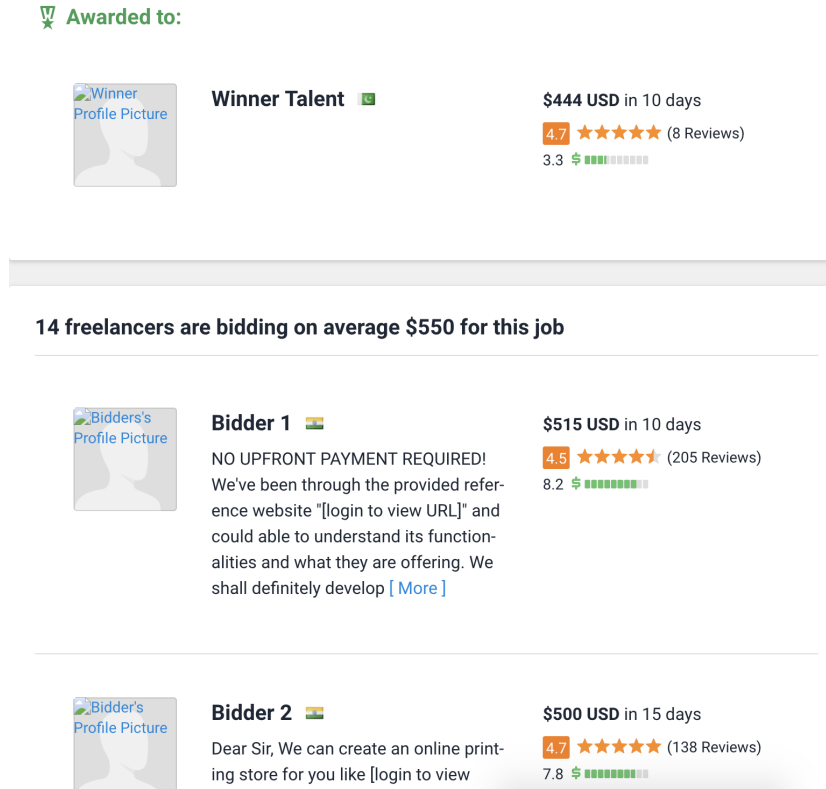 Awarded to:
Winner
Profile Picture
Winner Talent
$444 USD in 10 days
4.7 (8 Reviews)
3.3 $
14 freelancers are bidding on average $550 for this job
Bidders's
Profile Picture
Bidder 1
$515 USD in 10 days
4.5 (205 Reviews)
8.2 $
NO UPFRONT PAYMENT REQUIRED!
We've been through the provided refer-
ence website "[login to view URL]" and
could able to understand its function-
alities and what they are offering. We
shall definitely develop [ More ]
Bidder's
Profile Picture
Bidder 2
$500 USD in 15 days
4.7 (138 Reviews)
7.8 $
Dear Sir, We can create an online print-
ing store for you like [login to view